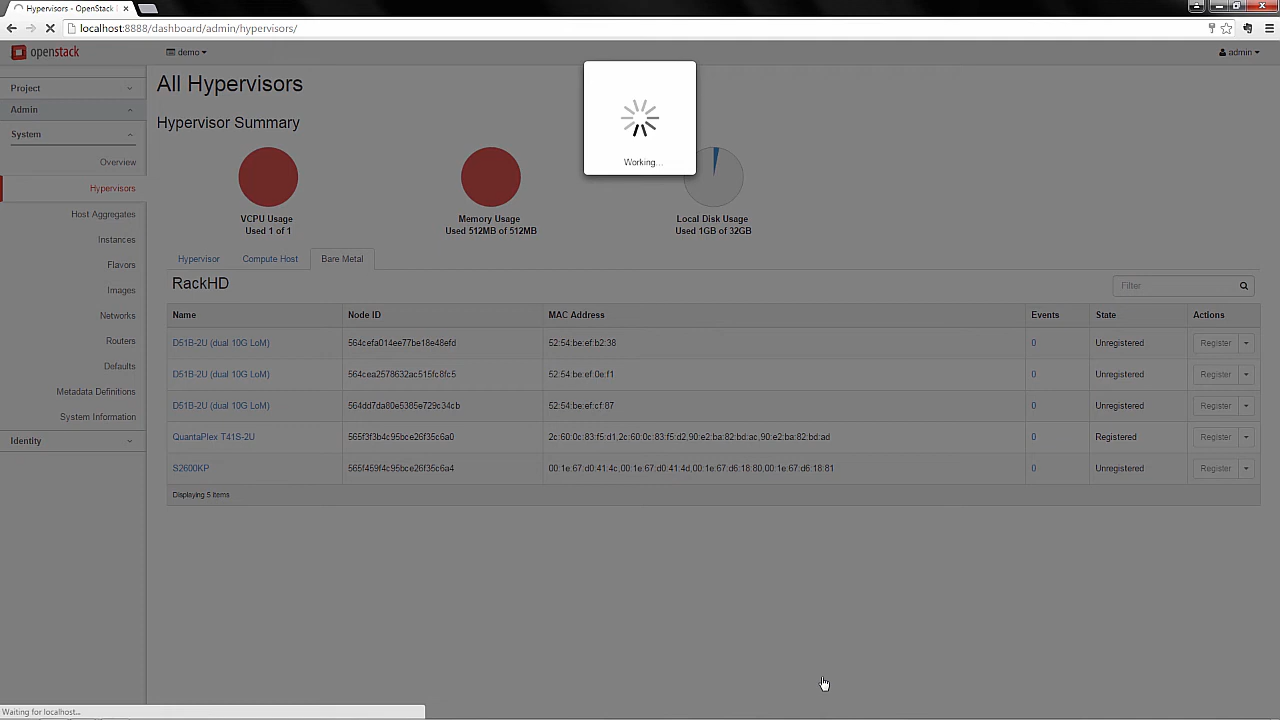 Hypervisors - OpenStack
localhost:8888/dashboard/admin/hypervisors/
openstack
demo
admin
Project
Admin
System
Overview
Hypervisors
Host Aggregates
Instances
Flavors
Images
Networks
Routers
Defaults
Metadata Definitions
System Information
Identity
All Hypervisors
Hypervisor Summary
Working...
VCPU Usage
Used 1 of 1
Memory Usage
Used 512MB of 512MB
Local Disk Usage
Used 1GB of 32GB
Hypervisor Compute Host Bare Metal
RackHD
Filter
Name Node ID MAC Address Events State Actions
D51B-2U (dual 10G LoM) 564cefa014ee77be18e48efd 52:54:be:ef:b2:38 0 Unregistered Register
D51B-2U (dual 10G LoM) 564cea2578632ac515fc8fc5 52:54:be:ef:0e:f1 0 Unregistered Register
D51B-2U (dual 10G LoM) 564dd7da80e5385e729c34cb 52:54:be:ef:cf:87 0 Unregistered Register
QuantaPlex T41S-2U 565f3f3b4c95bce26f35c6a0 2c:60:0c:83:f5:d1,2c:60:0c:83:f5:d2,90:e2:ba:82:bd:ac,90:e2:ba:82:bd:ad 0 Registered Register
S2600KP 565f459f4c95bce26f35c6a4 00:1e:67:d0:41:4c,00:1e:67:d0:41:4d,00:1e:67:d6:18:80,00:1e:67:d6:18:81 0 Unregistered Register
Displaying 5 items
Waiting for localhost...